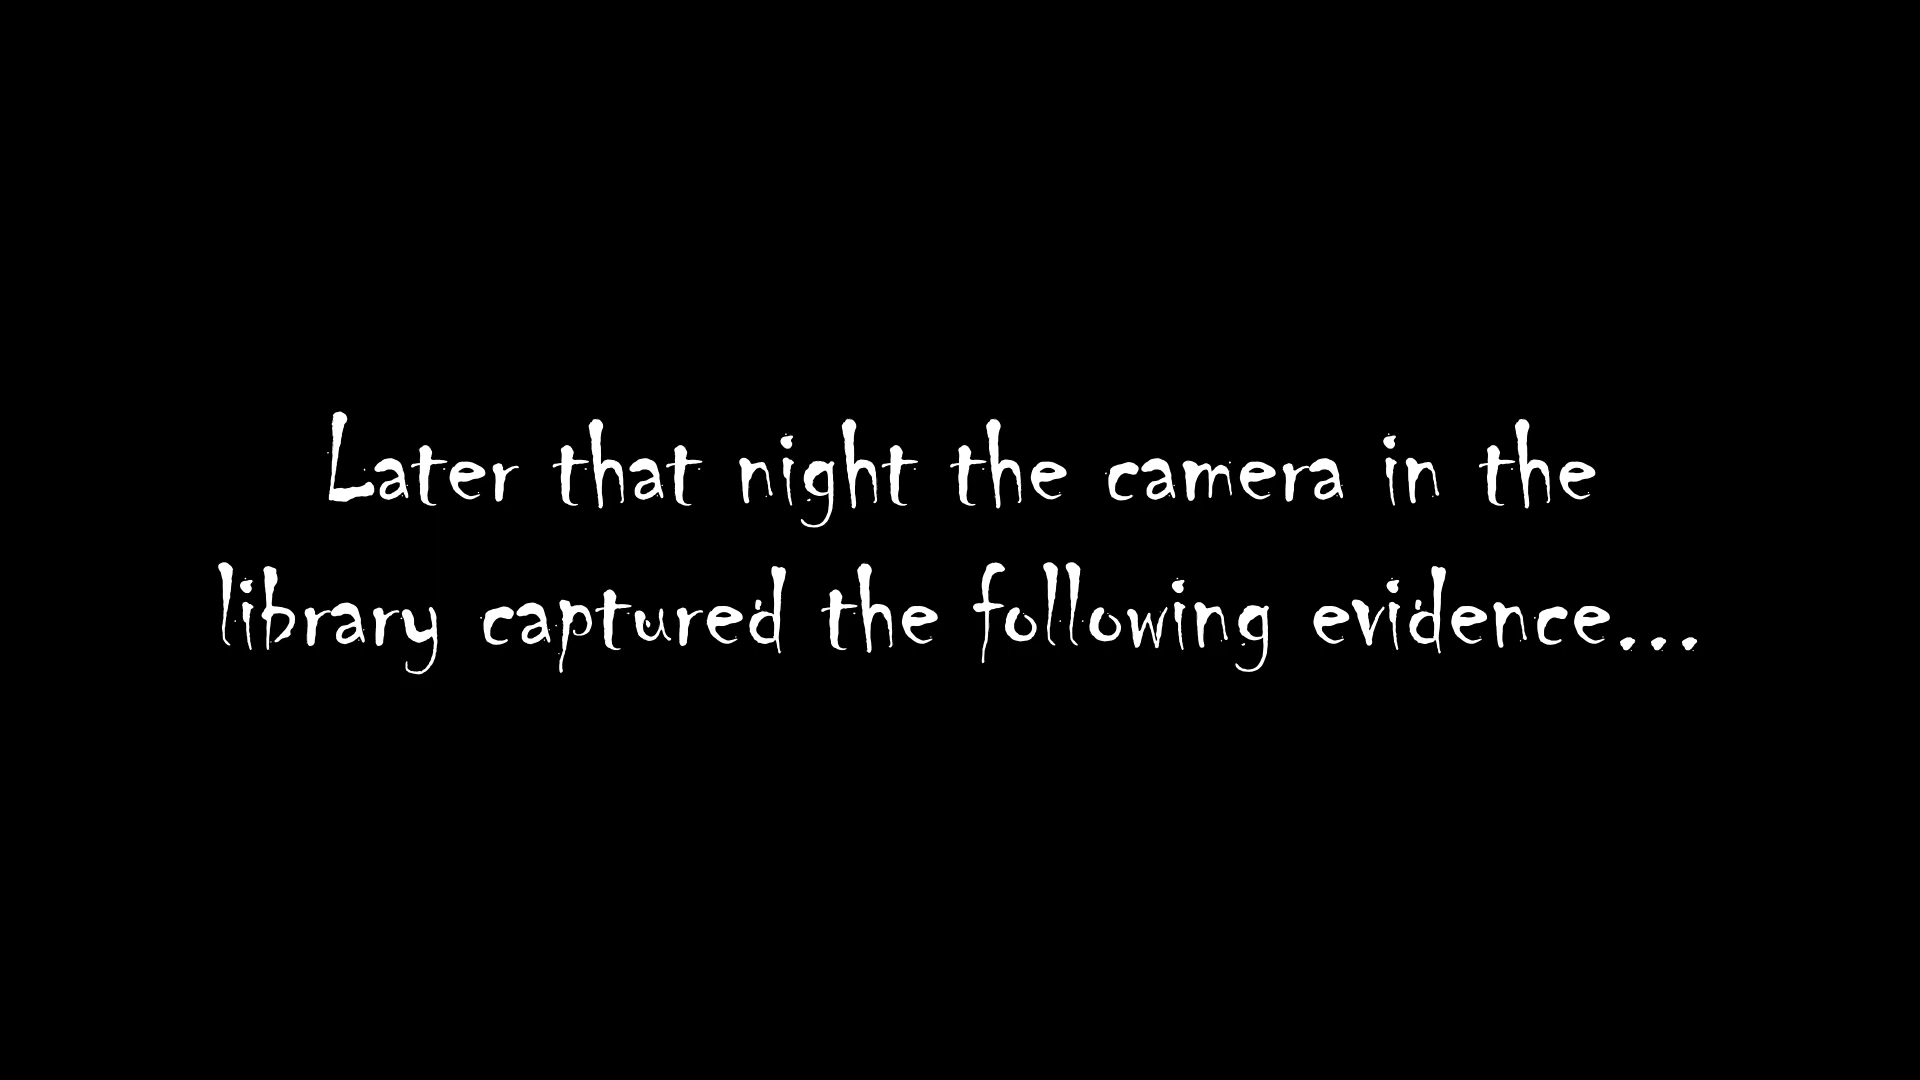 Later that night the camera in the
library captured the following evidence...